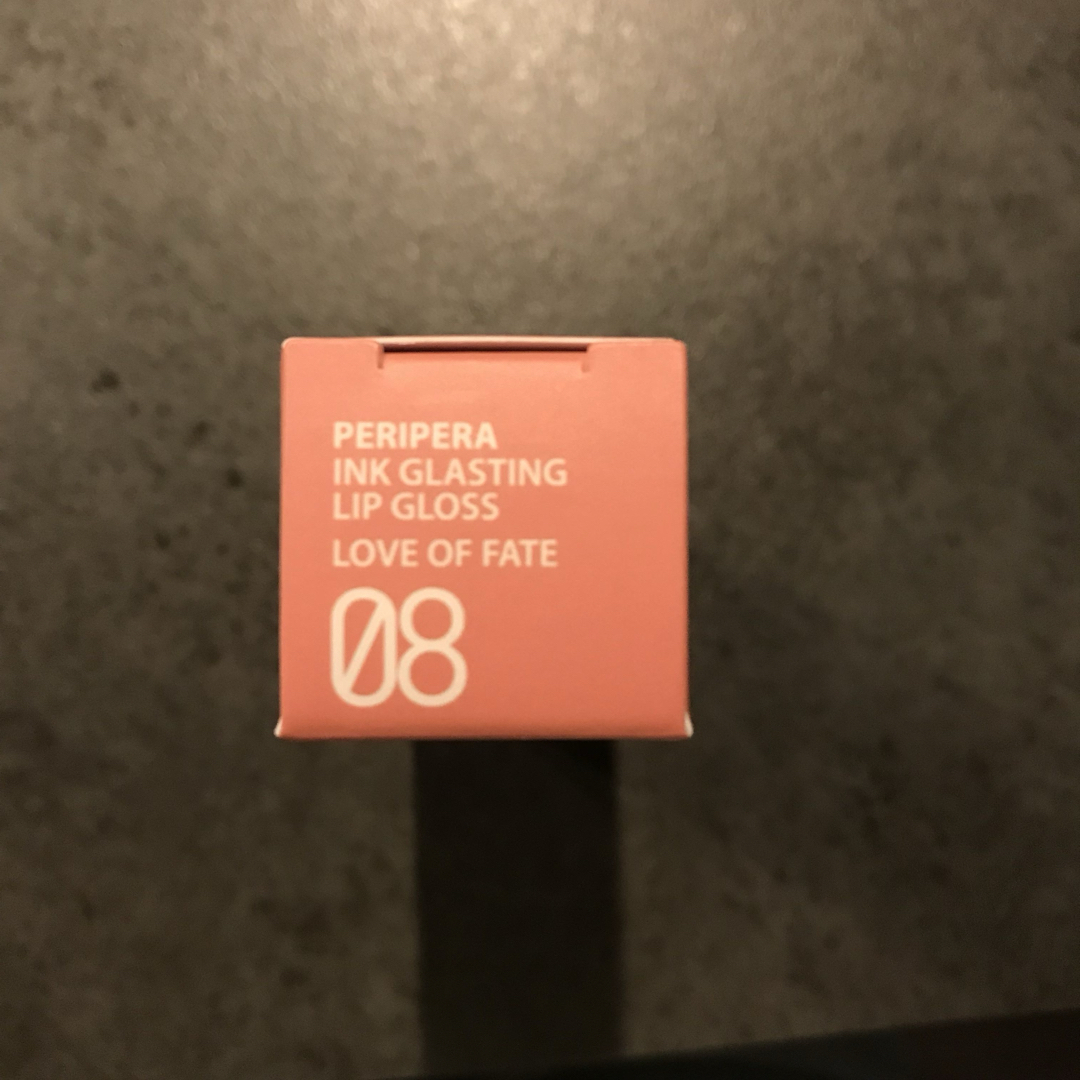 PERIPERA
INK GLASTING
LIP GLOSS
LOVE OF FATE
08